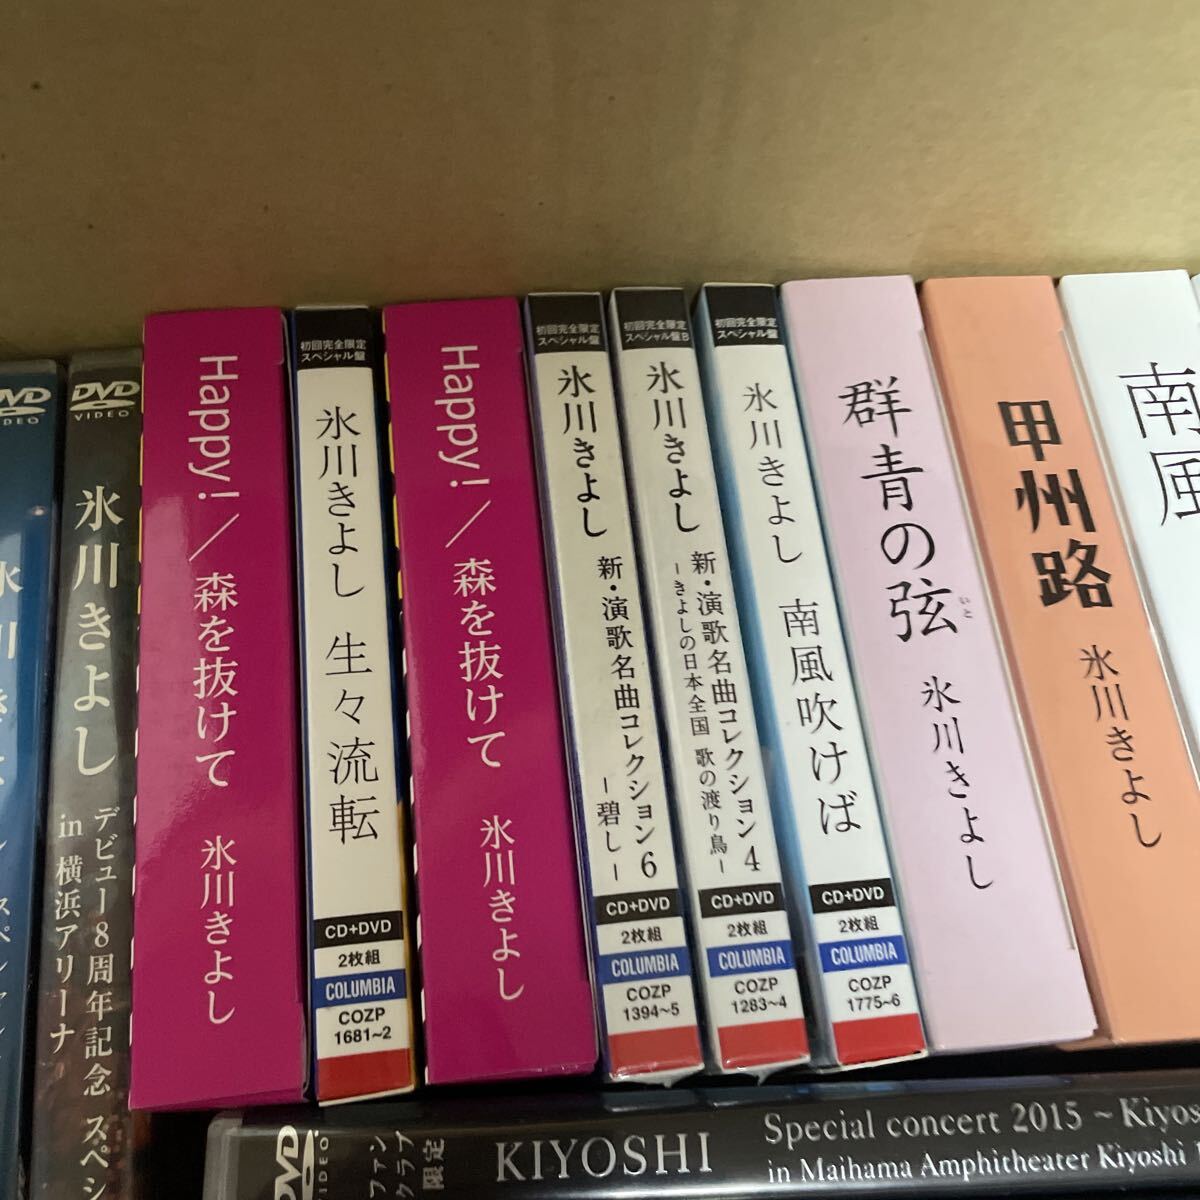 DVD
氷川きよし
DVD
VIDEO
氷川きよし
デビュー8周年記念 スペシ
in 横浜アリーナ
Happy!／森を抜けて 氷川きよし
初回完全限定
スペシャル盤
氷川きよし 生々流転
CD+DVD
2枚組
COLUMBIA
COZP
1681~2
Happy!／森を抜けて 氷川きよし
初回完全限定
スペシャル盤
氷川きよし
新・演歌名曲コレクション6
-碧し-
CD+DVD
2枚組
COLUMBIA
COZP
1394~5
初回完全限定
スペシャル盤B
氷川きよし
新・演歌名曲コレクション4
-きよしの日本全国 歌の渡り鳥-
CD+DVD
2枚組
COLUMBIA
COZP
1283~4
初回完全限定
スペシャル盤
氷川きよし 南風吹けば
CD+DVD
2枚組
COLUMBIA
COZP
1775~6
群青の弦
いと
氷川きよし
甲州路
氷川きよし
南風
DVD
VIDEO
ファン
クラブ
限定
KIYOSHI
Special concert 2015 ~ Kiyos
in Maihama Amphitheater Kiyoshi